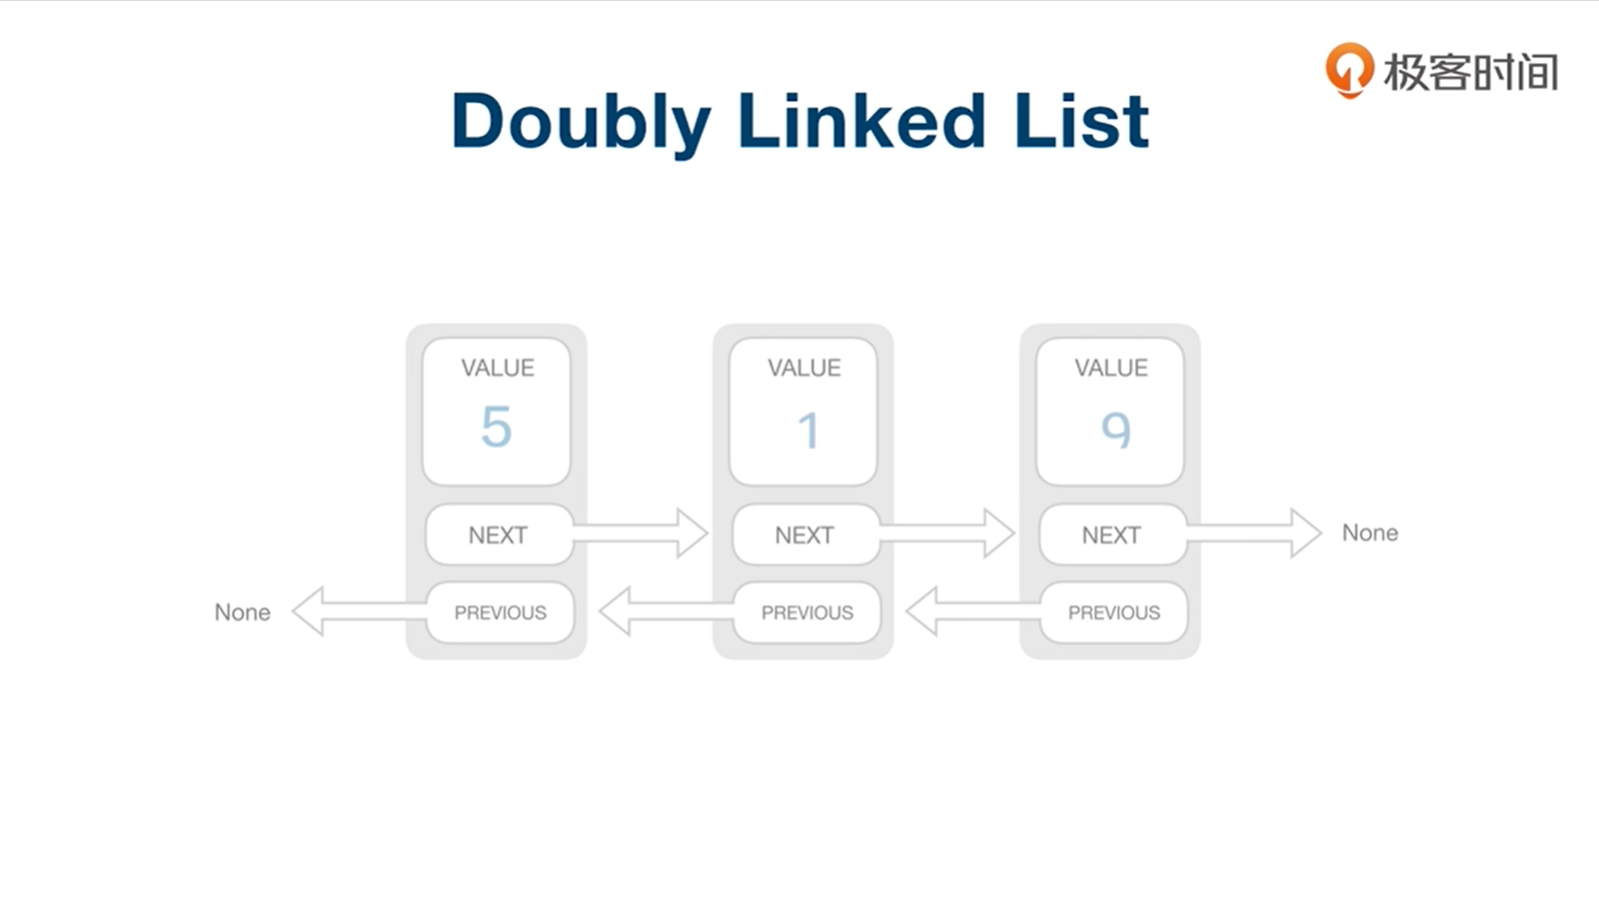 极客时间
Doubly Linked List
VALUE
5
NEXT
PREVIOUS
VALUE
1
NEXT
PREVIOUS
VALUE
9
NEXT
PREVIOUS
None
None